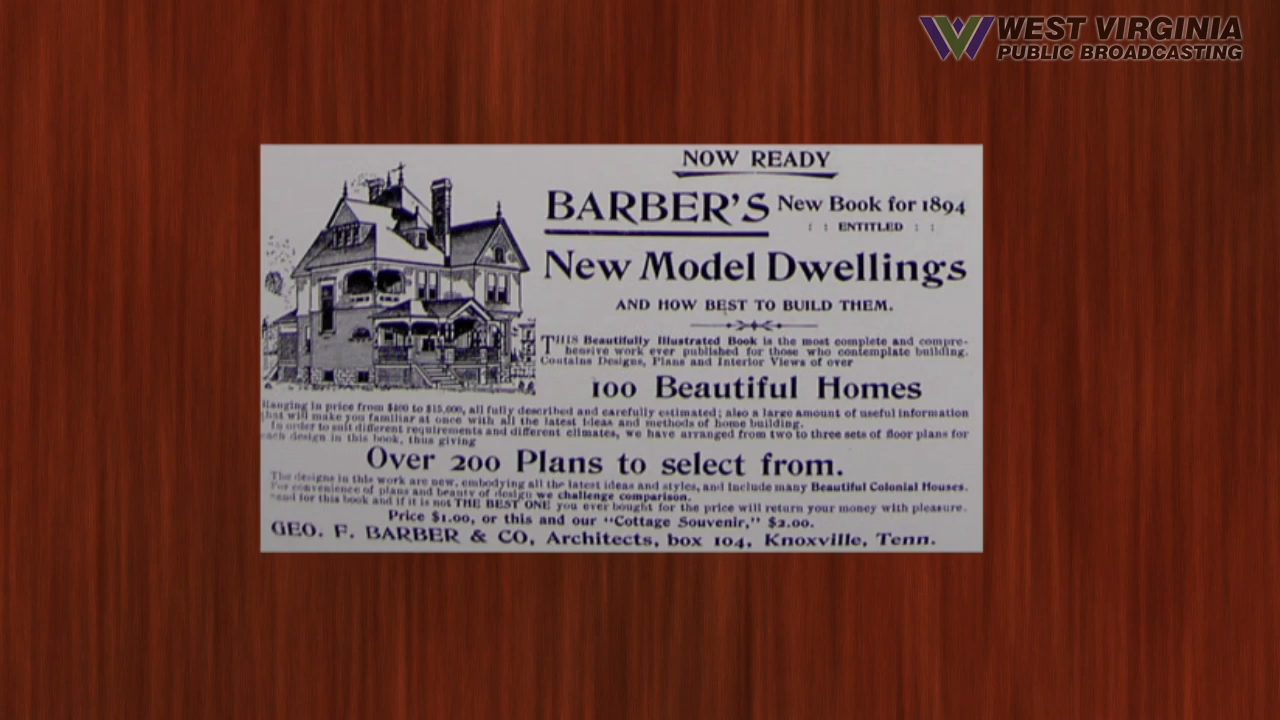 WEST VIRGINIA
PUBLIC BROADCASTING
NOW READY
BARBER'S New Book for 1894
: : ENTITLED : :
New Model Dwellings
AND HOW BEST TO BUILD THEM.
THIS Beautifully Illustrated Book is the most complete and compre-
hensive work ever published for those who contemplate building.
Contains Designs, Plans and Interior Views of over
100 Beautiful Homes
Ranging in price from $400 to $15,000, all fully described and carefully estimated; also a large amount of useful information
that will make you familiar at once with all the latest ideas and methods of home building.
In order to suit different requirements and different climates, we have arranged from two to three sets of floor plans for
each design in this book, thus giving
Over 200 Plans to select from.
The designs in this work are new, embodying all the latest ideas and styles, and include many Beautiful Colonial Houses.
For convenience of plans and beauty of design we challenge comparison.
Send for this book and if it is not THE BEST ONE you ever bought for the price will return your money with pleasure.
Price $1.00, or this and our "Cottage Souvenir," $2.00.
GEO. F. BARBER & CO, Architects, box 104, Knoxville, Tenn.